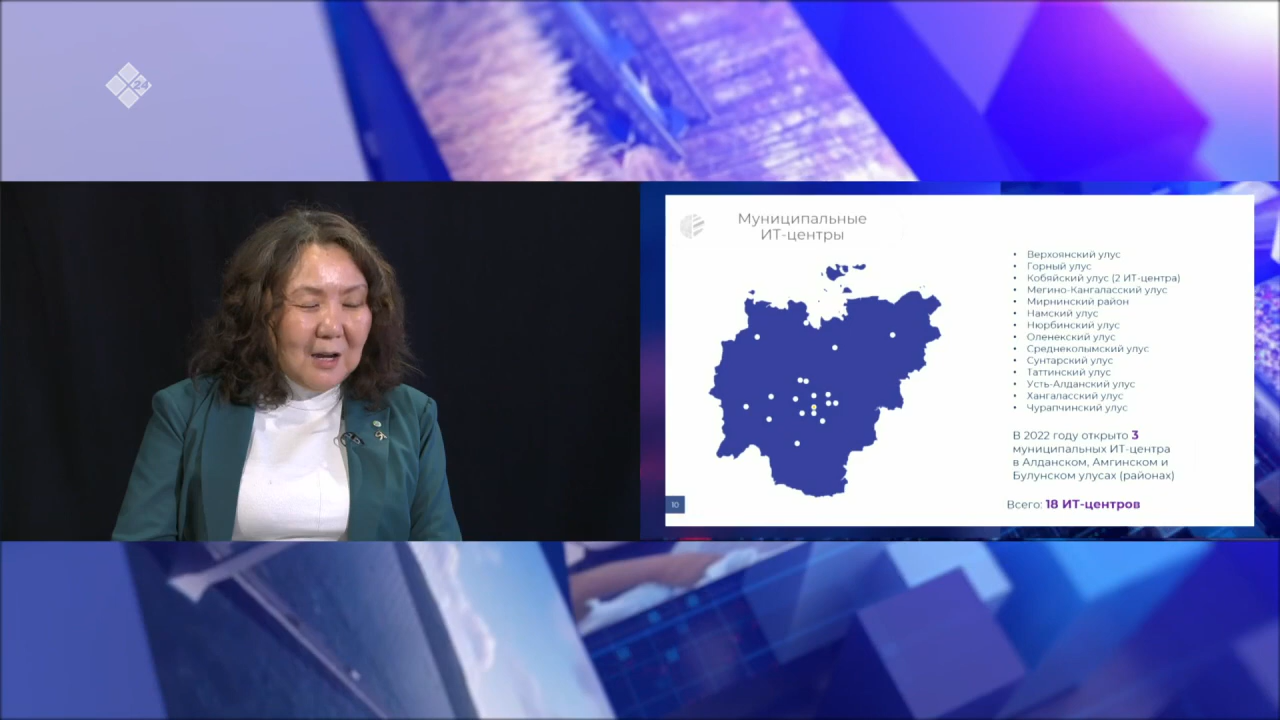 24
Муниципальные
ИТ-центры
• Верхоянский улус
• Горный улус
• Кобяйский улус (2 ИТ-центра)
• Мегино-Кангаласский улус
• Мирнинский район
• Намский улус
• Нюрбинский улус
• Оленекский улус
• Среднеколымский улус
• Сунтарский улус
• Таттинский улус
• Усть-Алданский улус
• Хангаласский улус
• Чурапчинский улус
В 2022 году открыто 3
муниципальных ИТ-центра
в Алданском, Амгинском и
Булунском улусах (районах)
Всего: 18 ИТ-центров
10